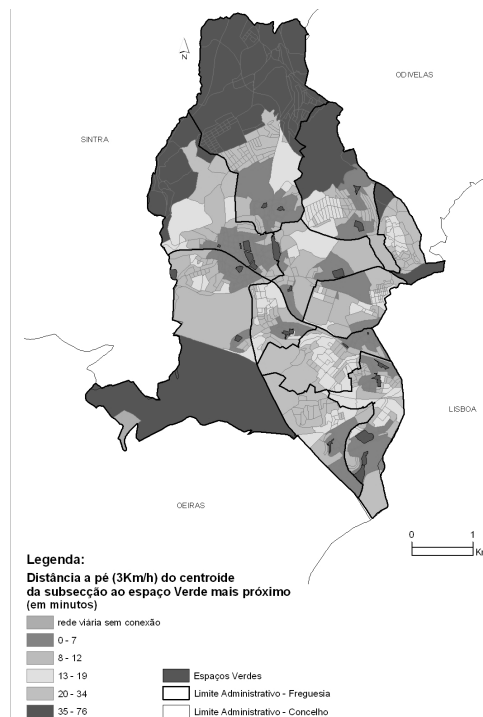 N
ODIVELAS
SINTRA
LISBOA
OEIRAS
0 1
Km
Legenda:
Distância a pé (3Km/h) do centroide
da subsecção ao espaço Verde mais próximo
(em minutos)
rede viária sem conexão
0 - 7
8 - 12
13 - 19
20 - 34
35 - 76
Espaços Verdes
Limite Administrativo - Freguesia
Limite Administrativo - Concelho